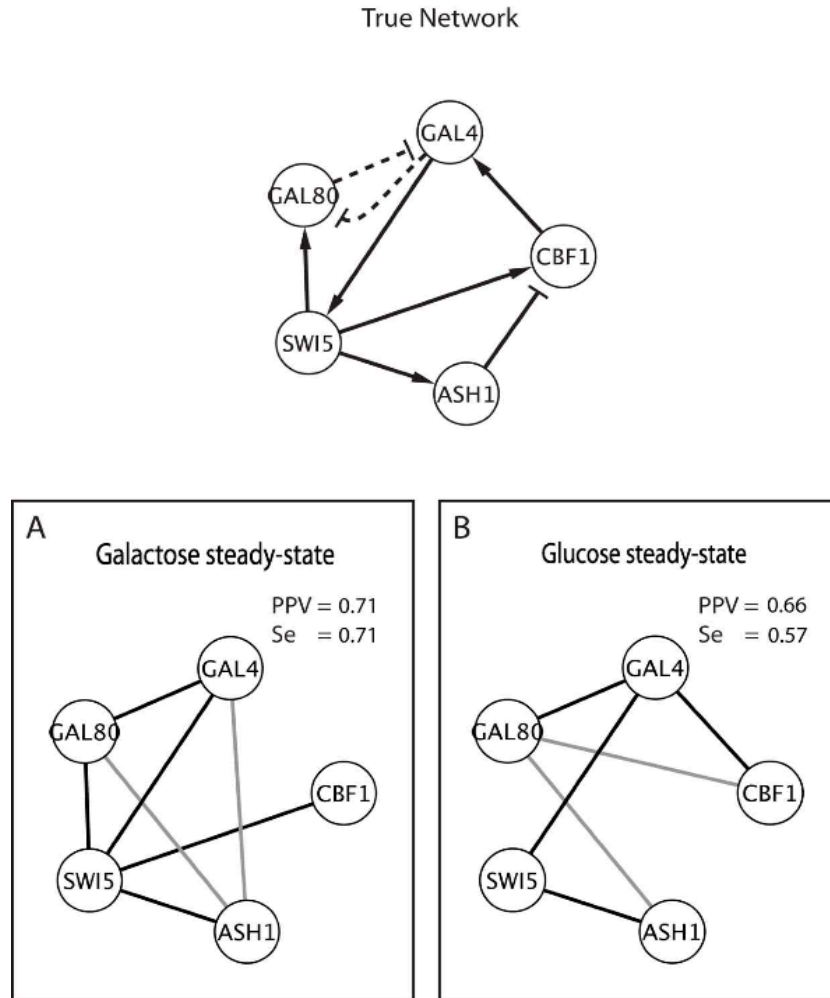 True Network
GAL4
GAL80
CBF1
SWI5
ASH1
A
Galactose steady-state
PPV = 0.71
Se = 0.71
GAL4
GAL80
CBF1
SWI5
ASH1
B
Glucose steady-state
PPV = 0.66
Se = 0.57
GAL4
GAL80
CBF1
SWI5
ASH1